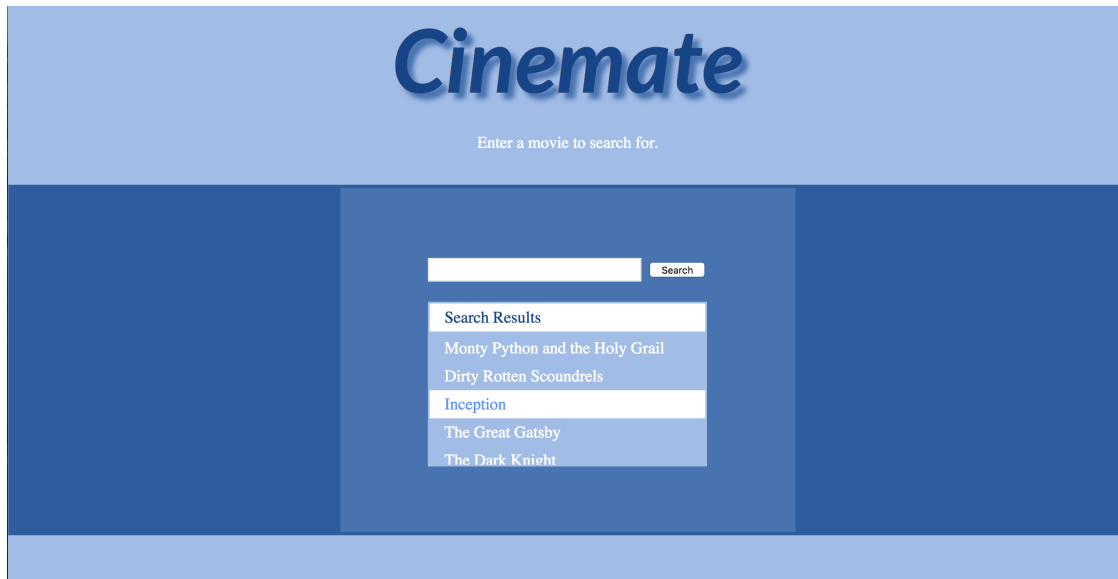 Cinemate
Enter a movie to search for.
Search
Search Results
Monty Python and the Holy Grail
Dirty Rotten Scoundrels
Inception
The Great Gatsby
The Dark Knight